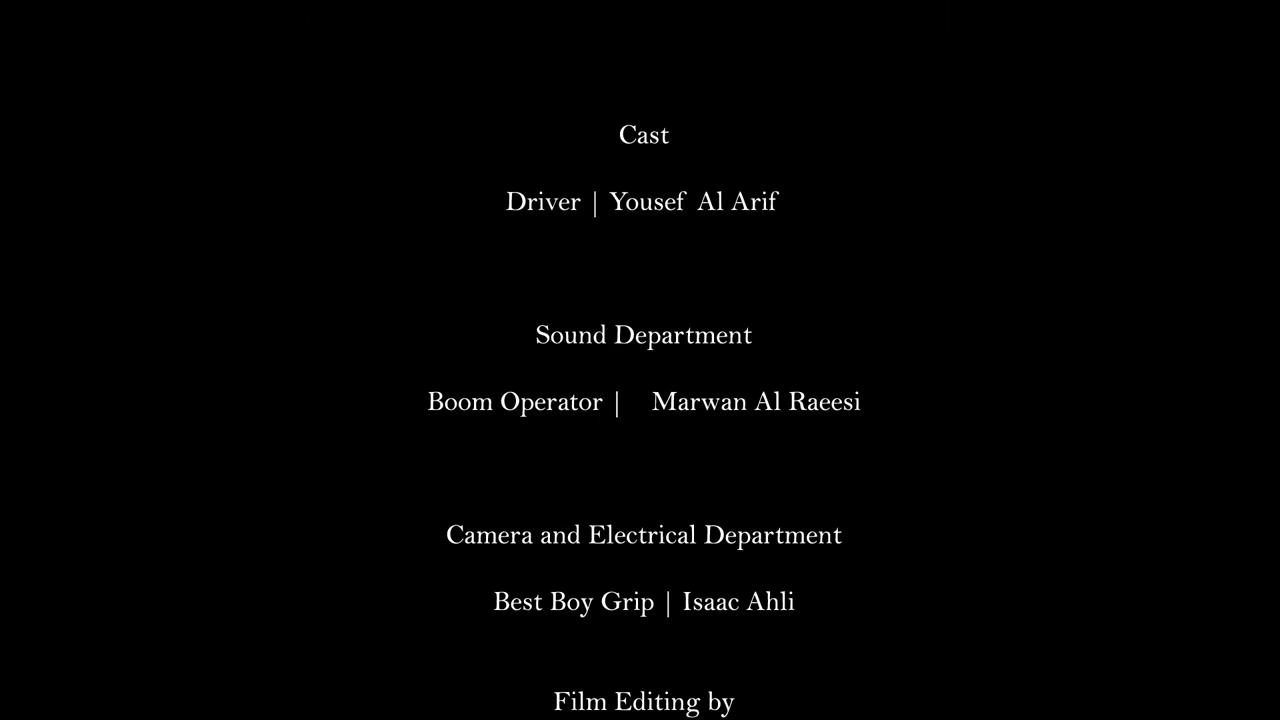 Cast
Driver | Yousef Al Arif
Sound Department
Boom Operator | Marwan Al Raeesi
Camera and Electrical Department
Best Boy Grip | Isaac Ahli
Film Editing by